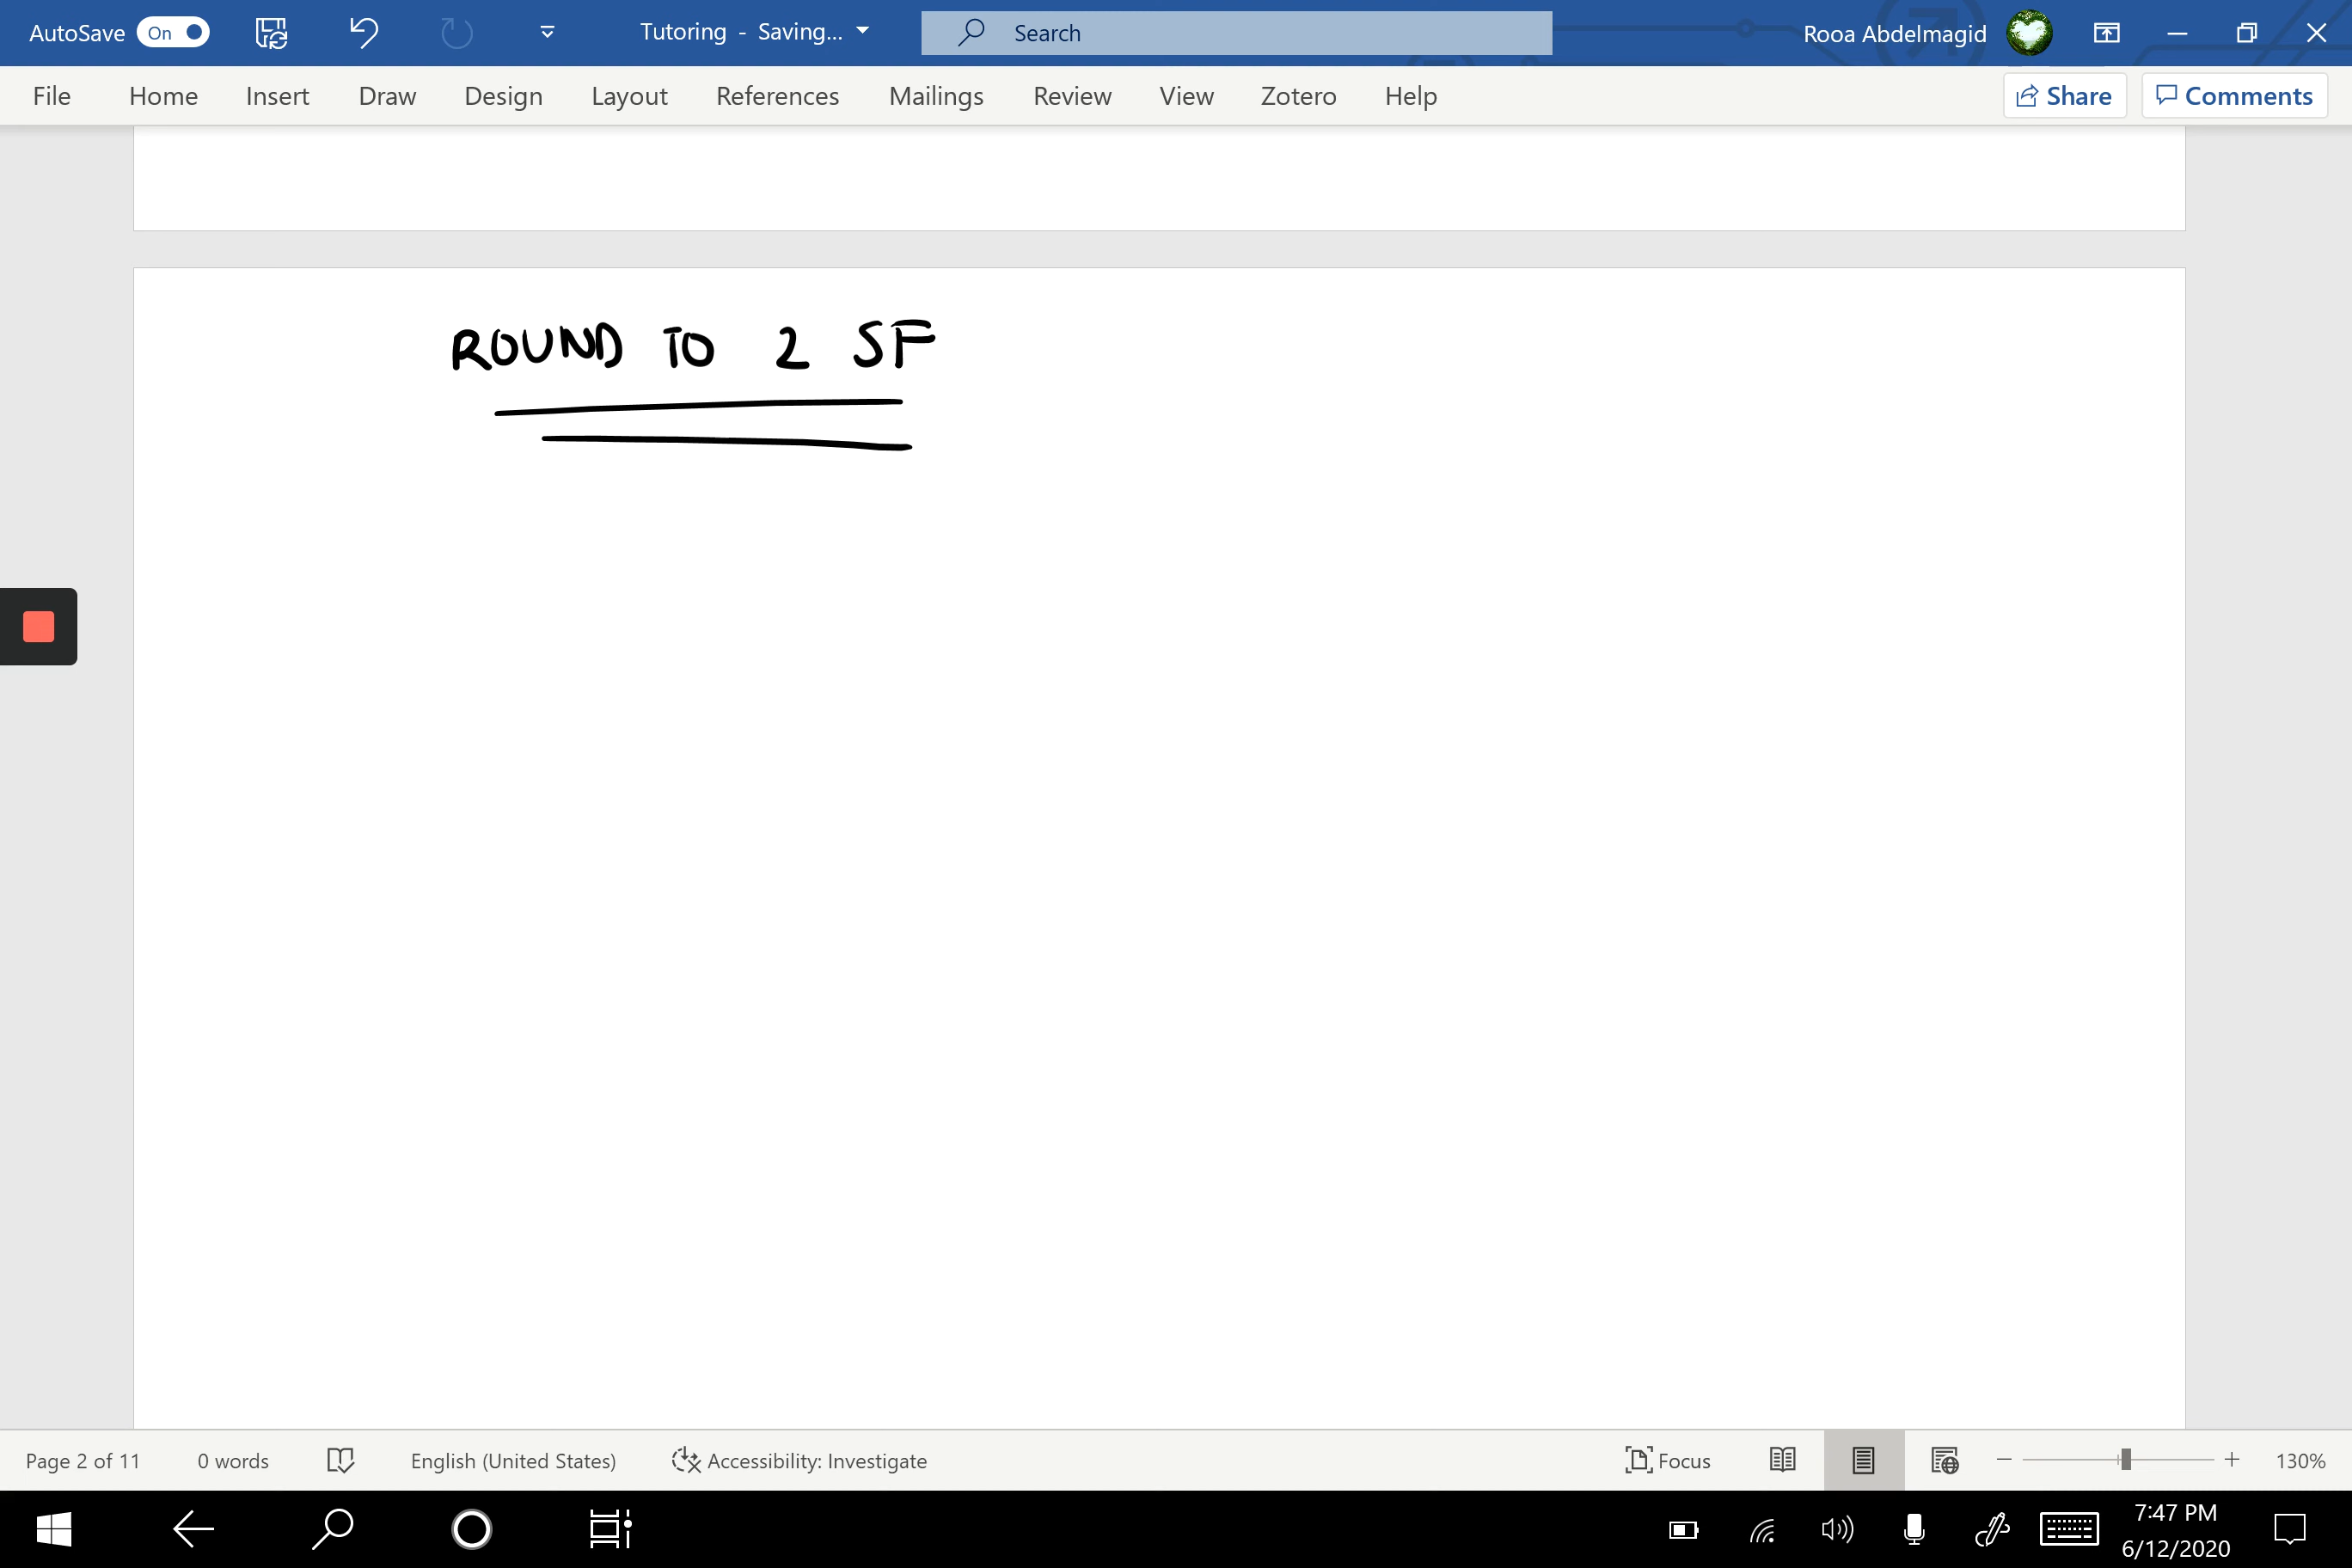 AutoSave On Tutoring - Saving... Search Rooa Abdelmagid
File Home Insert Draw Design Layout References Mailings Review View Zotero Help Share Comments
ROUND TO 2 SF
Page 2 of 11 0 words English (United States) Accessibility: Investigate Focus 130%
7:47 PM
6/12/2020